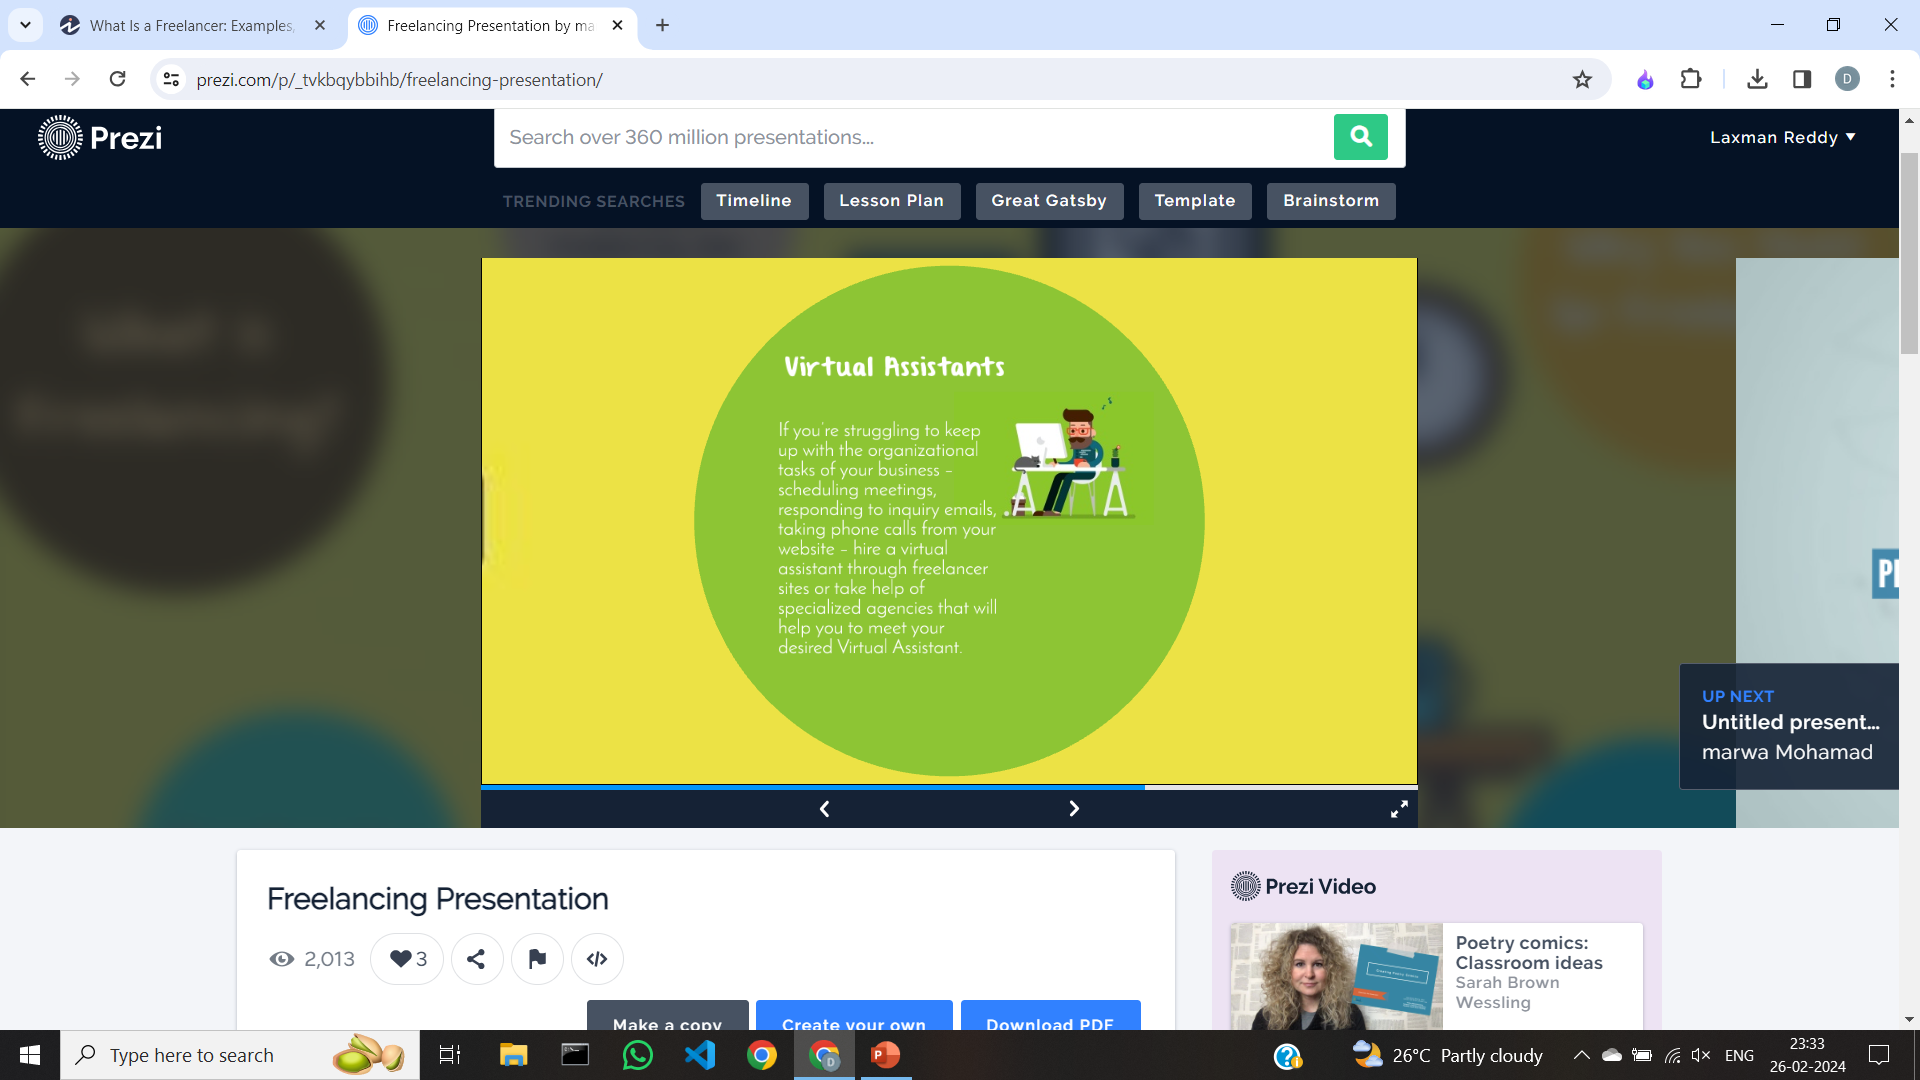 What Is a Freelancer: Examples,
Freelancing Presentation by ma
prezi.com/p/_tvkbqybbihb/freelancing-presentation/
D
Prezi
Search over 360 million presentations...
Laxman Reddy
TRENDING SEARCHES
Timeline
Lesson Plan
Great Gatsby
Template
Brainstorm
What is
Freelancing?
Virtual Assistants
If you're struggling to keep
up with the organizational
tasks of your business -
scheduling meetings,
responding to inquiry emails,
taking phone calls from your
website - hire a virtual
assistant through freelancer
sites or take help of
specialized agencies that will
help you to meet your
desired Virtual Assistant.
UP NEXT
Untitled present...
marwa Mohamad
Freelancing Presentation
2,013
3
Make a copy
Create your own
Download PDF
Prezi Video
Poetry comics:
Classroom ideas
Sarah Brown
Wessling
Type here to search
26°C Partly cloudy
ENG
23:33
26-02-2024